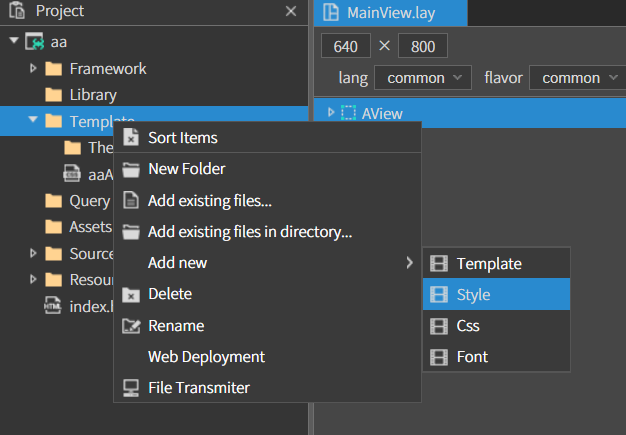 Project
MainView.lay
aa
640 × 800
Framework
lang common flavor common
Library
Template
AView
Sort Items
The
New Folder
aaA
Add existing files...
Query
Assets
Add existing files in directory...
Source
Add new
Template
Resou
Delete
Style
index.h
Rename
Css
Web Deployment
Font
File Transmiter